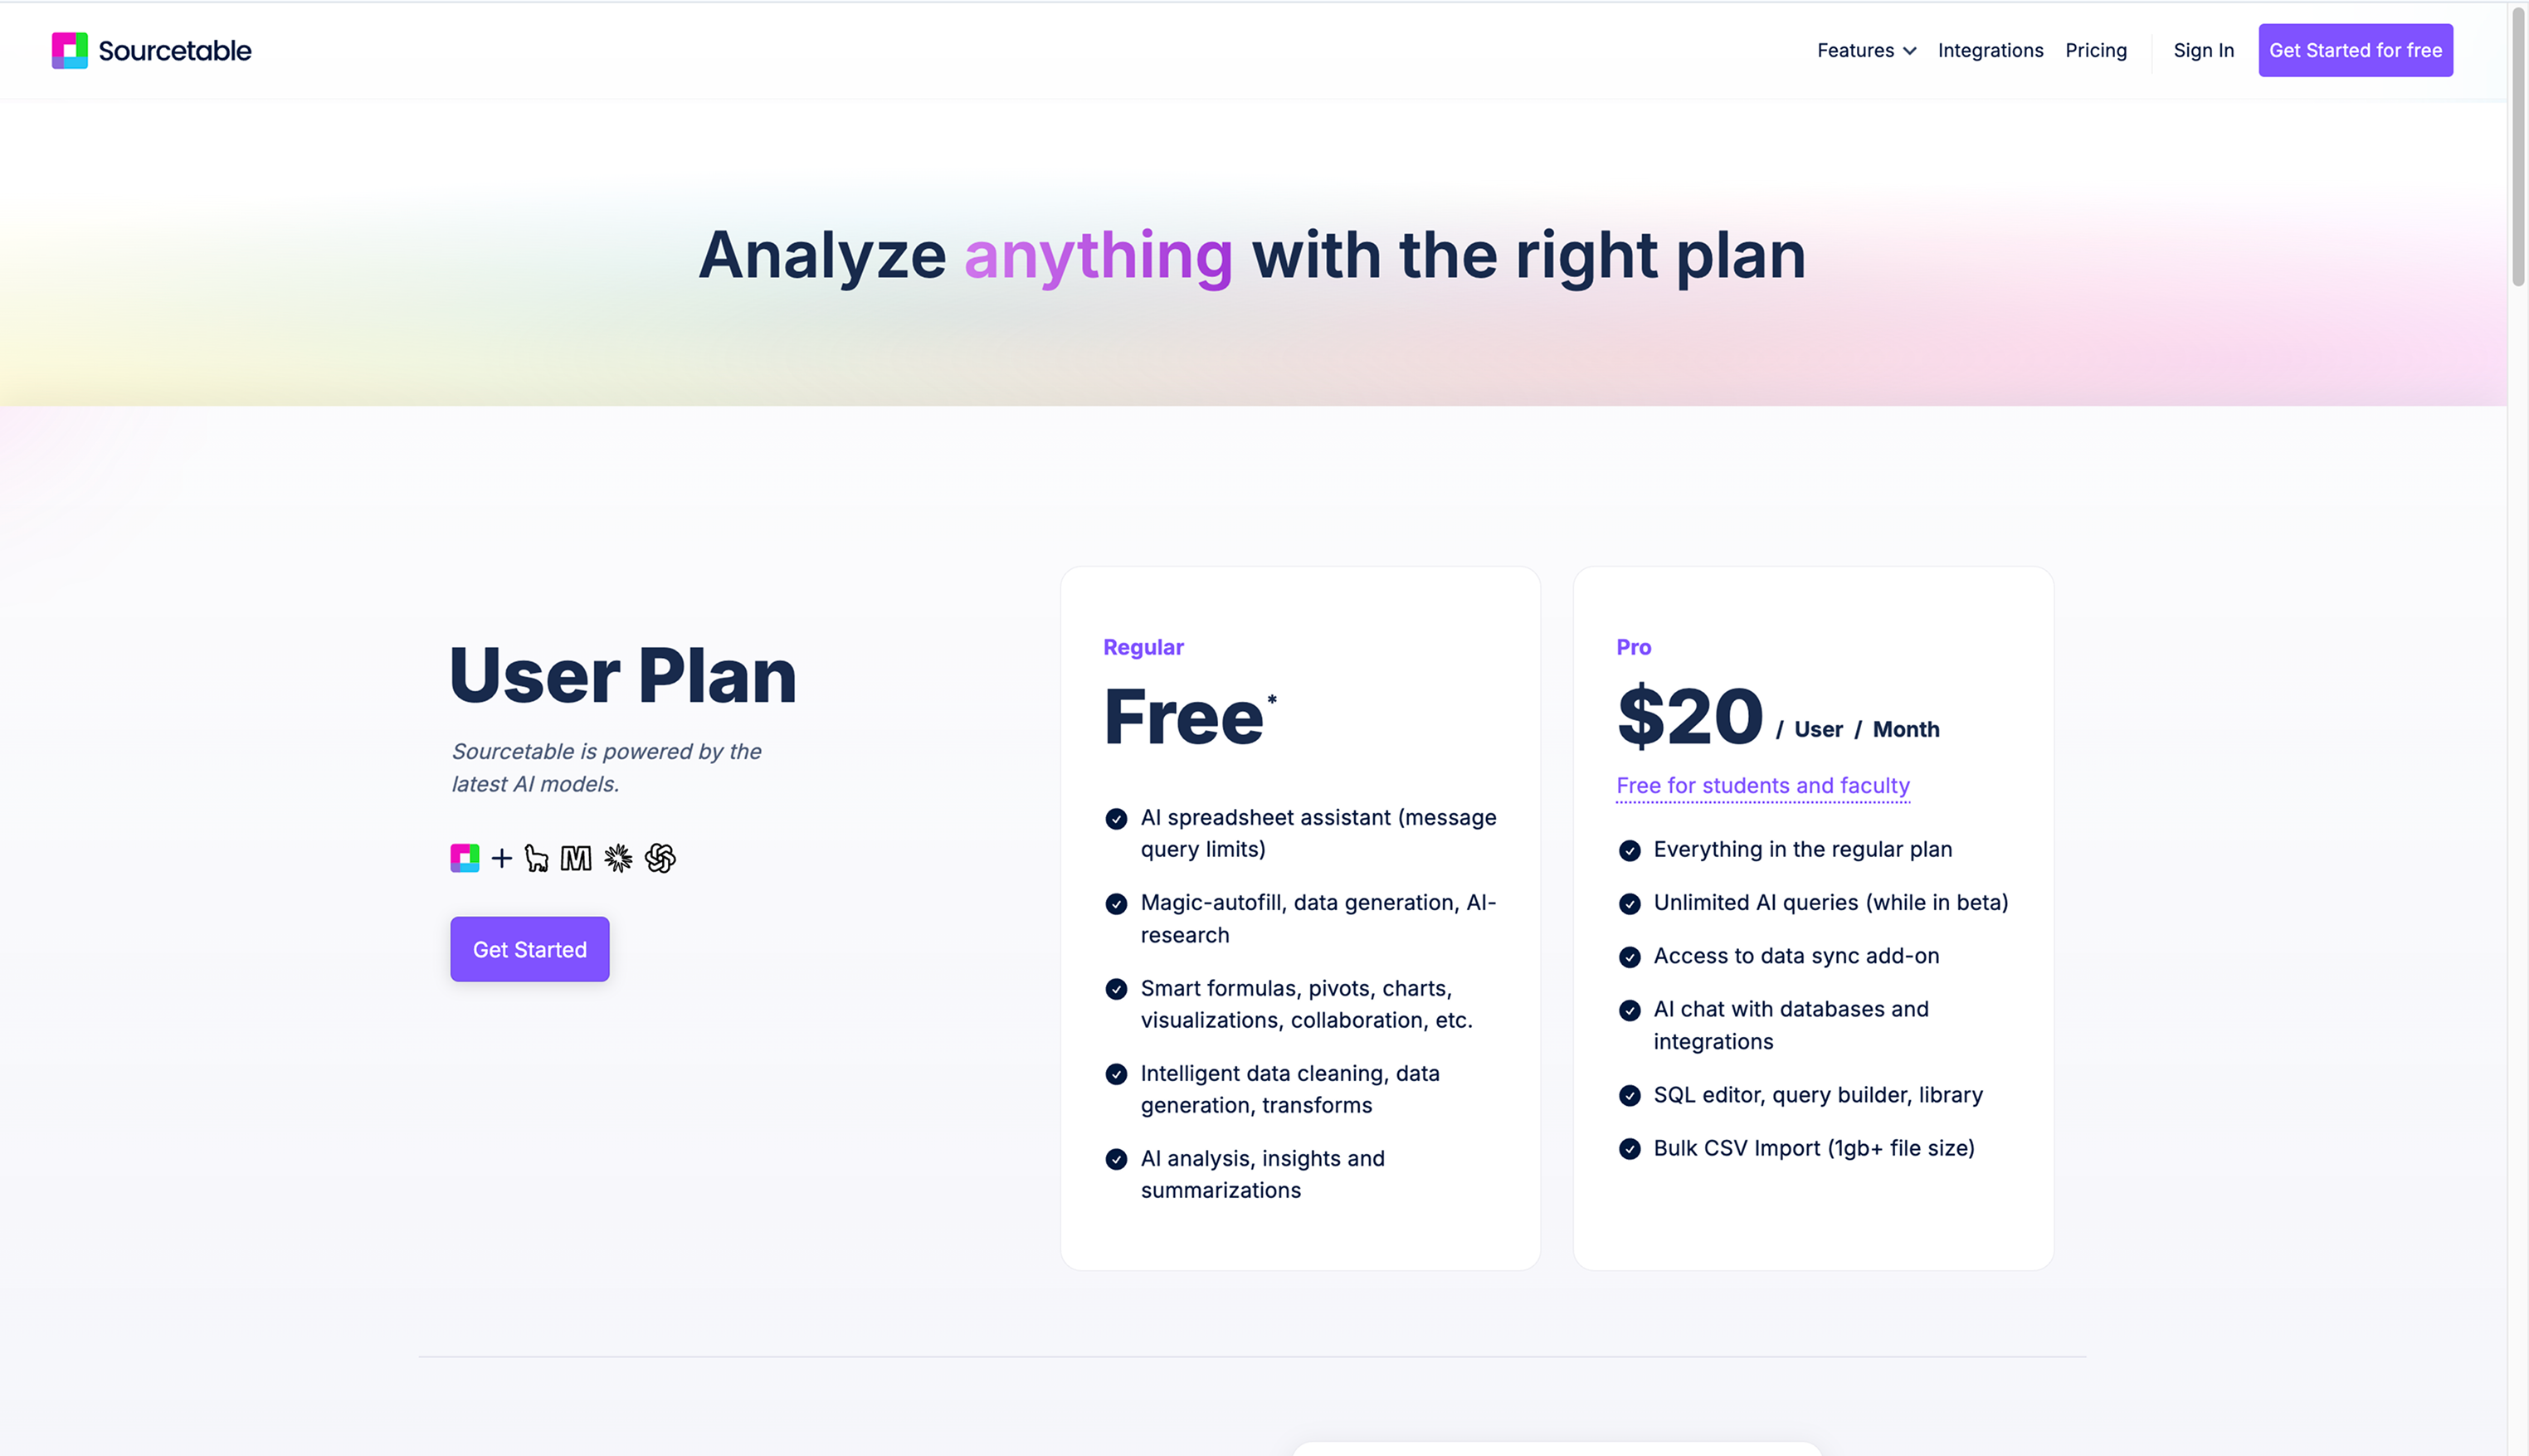 Sourcetable
Features
Integrations
Pricing
Sign In
Get Started for free
Analyze anything with the right plan
User Plan
Sourcetable is powered by the
latest AI models.
+
Get Started
Regular
Free*
AI spreadsheet assistant (message
query limits)
Magic-autofill, data generation, AI-
research
Smart formulas, pivots, charts,
visualizations, collaboration, etc.
Intelligent data cleaning, data
generation, transforms
AI analysis, insights and
summarizations
Pro
$20 / User / Month
Free for students and faculty
Everything in the regular plan
Unlimited AI queries (while in beta)
Access to data sync add-on
AI chat with databases and
integrations
SQL editor, query builder, library
Bulk CSV Import (1gb+ file size)